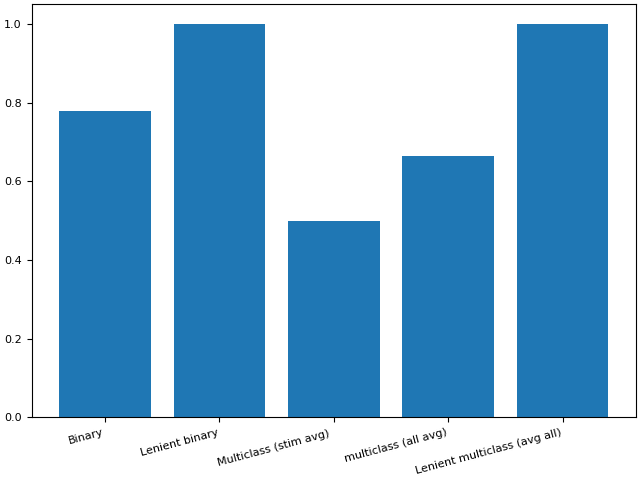 1.0
0.8
0.6
0.4
0.2
0.0
Binary
Lenient binary
Multiclass (stim avg)
multiclass (all avg)
Lenient multiclass (avg all)